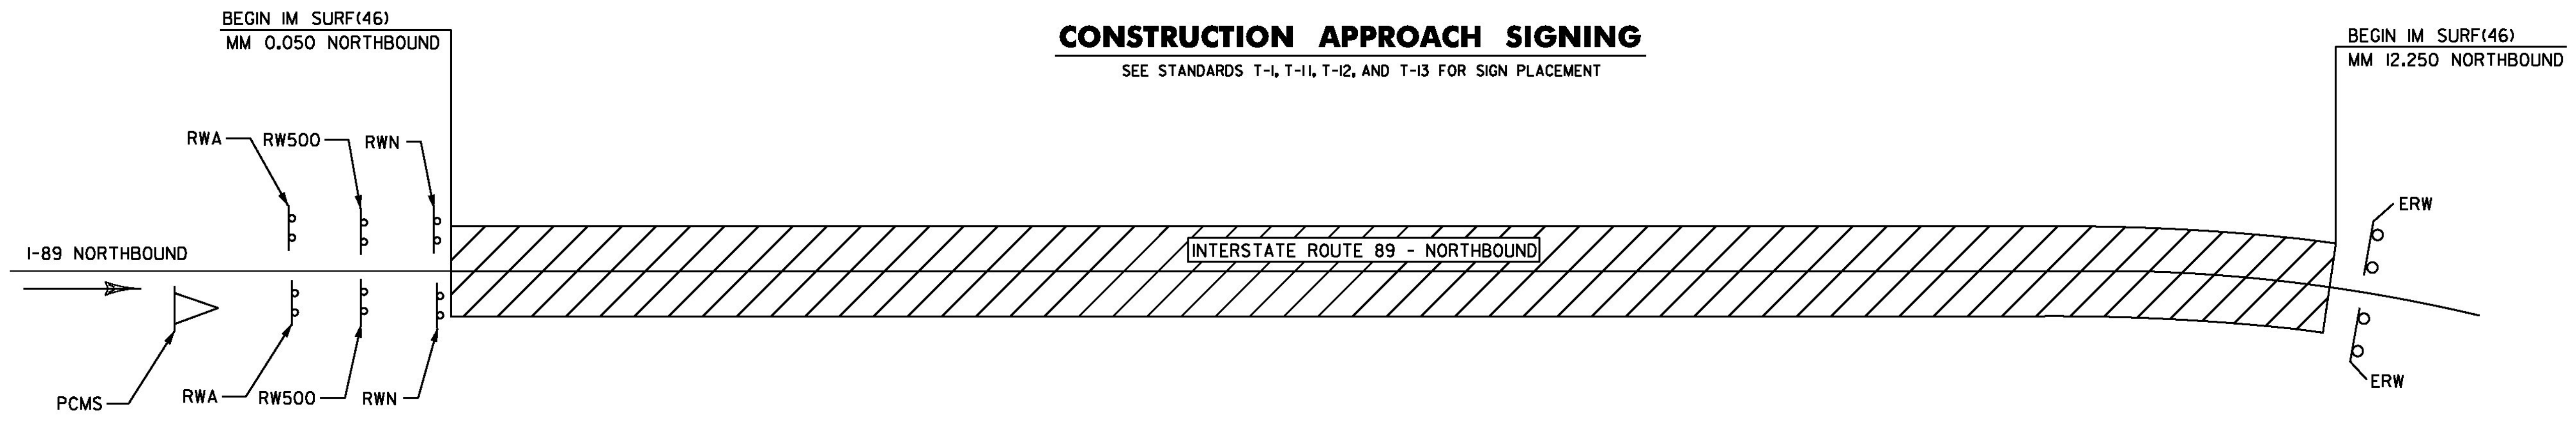 BEGIN IM SURF(46)
MM 0.050 NORTHBOUND
CONSTRUCTION APPROACH SIGNING
SEE STANDARDS T-1, T-11, T-12, AND T-13 FOR SIGN PLACEMENT
BEGIN IM SURF(46)
MM 12.250 NORTHBOUND
RWA
RW500
RWN
ERW
I-89 NORTHBOUND
INTERSTATE ROUTE 89 - NORTHBOUND
PCMS
RWA
RW500
RWN
ERW